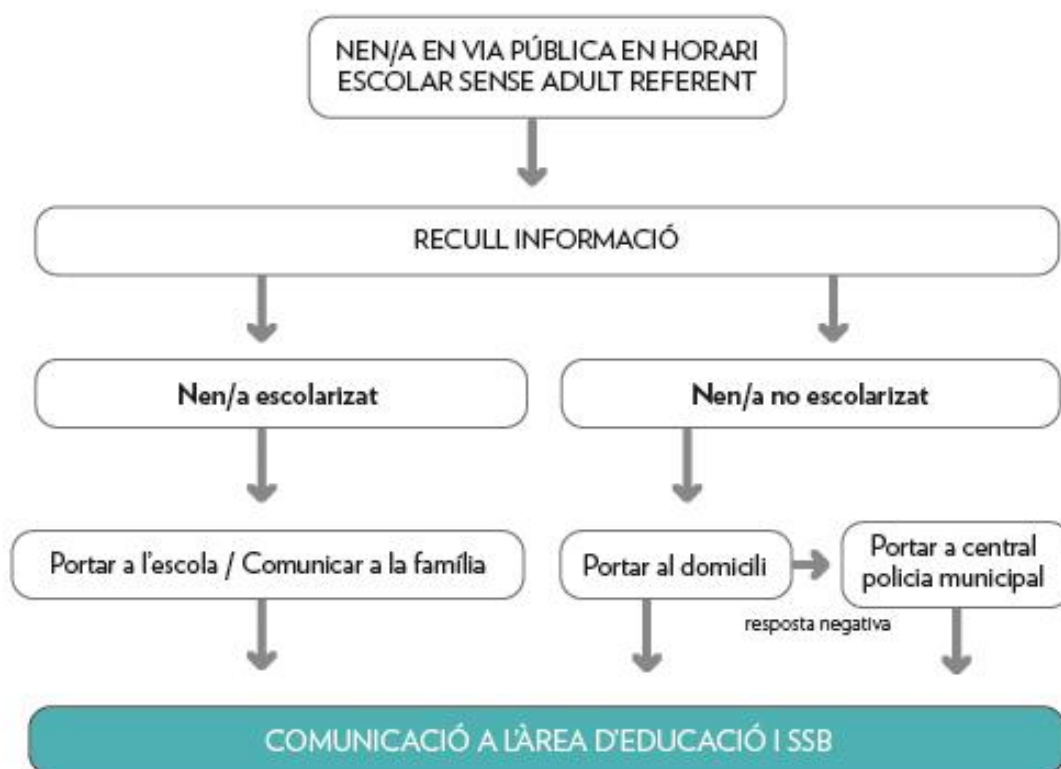 NEN/A EN VIA PÚBLICA EN HORARI
ESCOLAR SENSE ADULT REFERENT
RECULL INFORMACIÓ
Nen/a escolarizat
Nen/a no escolarizat
Portar a l'escola / Comunicar a la família
Portar al domicili
Portar a central
policia municipal
resposta negativa
COMUNICACIÓ A L'ÀREA D'EDUCACIÓ I SSB